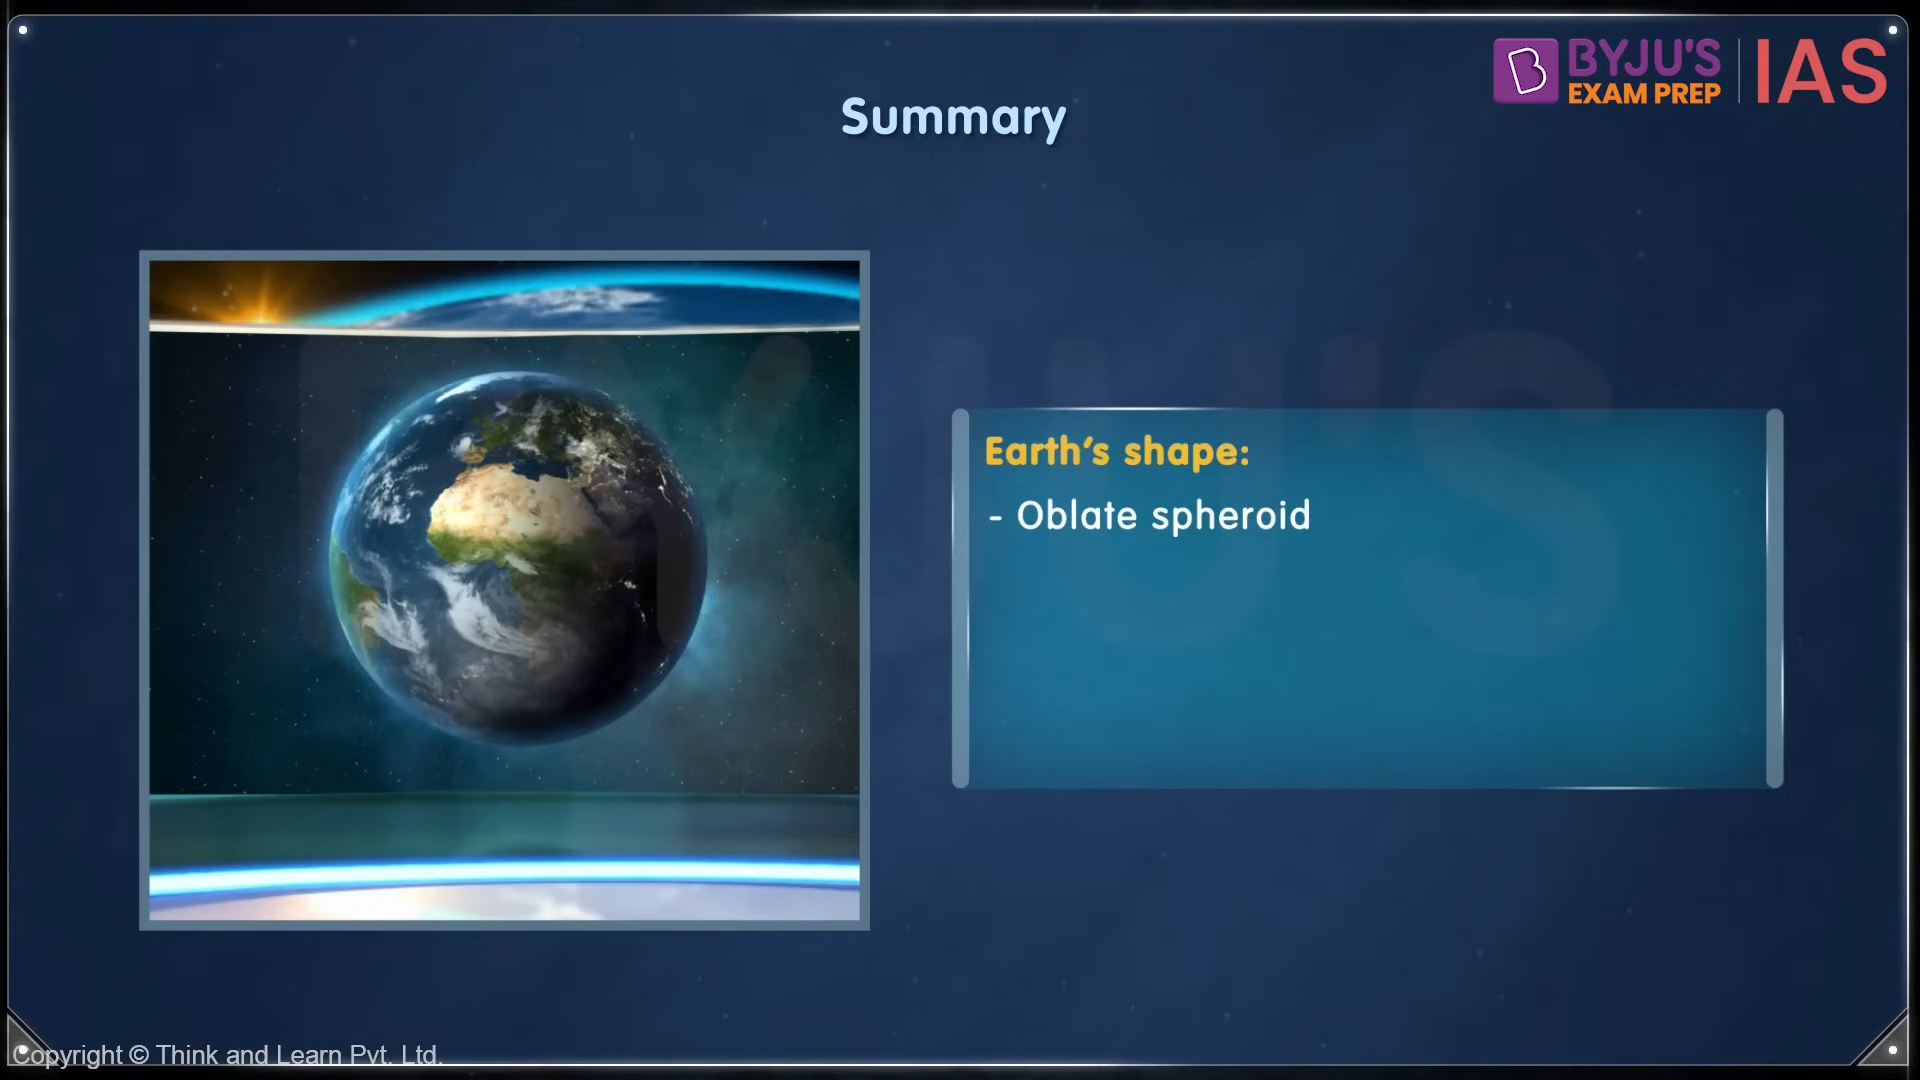 BYJU'S
EXAM PREP
IAS
Summary
Earth's shape:
- Oblate spheroid
Copyright © Think and Learn Pvt. Ltd.